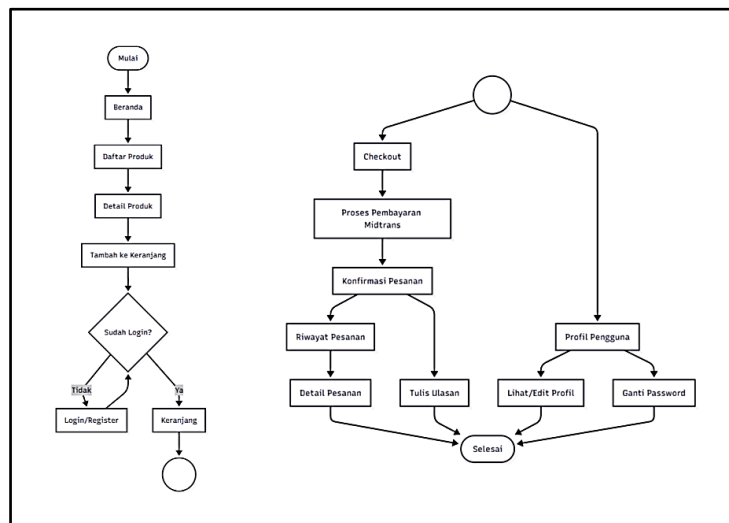 Mulai
Beranda
Daftar Produk
Detail Produk
Tambah ke Keranjang
Sudah Login?
Tidak
Ya
Login/Register
Keranjang
Checkout
Proses Pembayaran
Midtrans
Konfirmasi Pesanan
Riwayat Pesanan
Profil Pengguna
Detail Pesanan
Tulis Ulasan
Lihat/Edit Profil
Ganti Password
Selesai